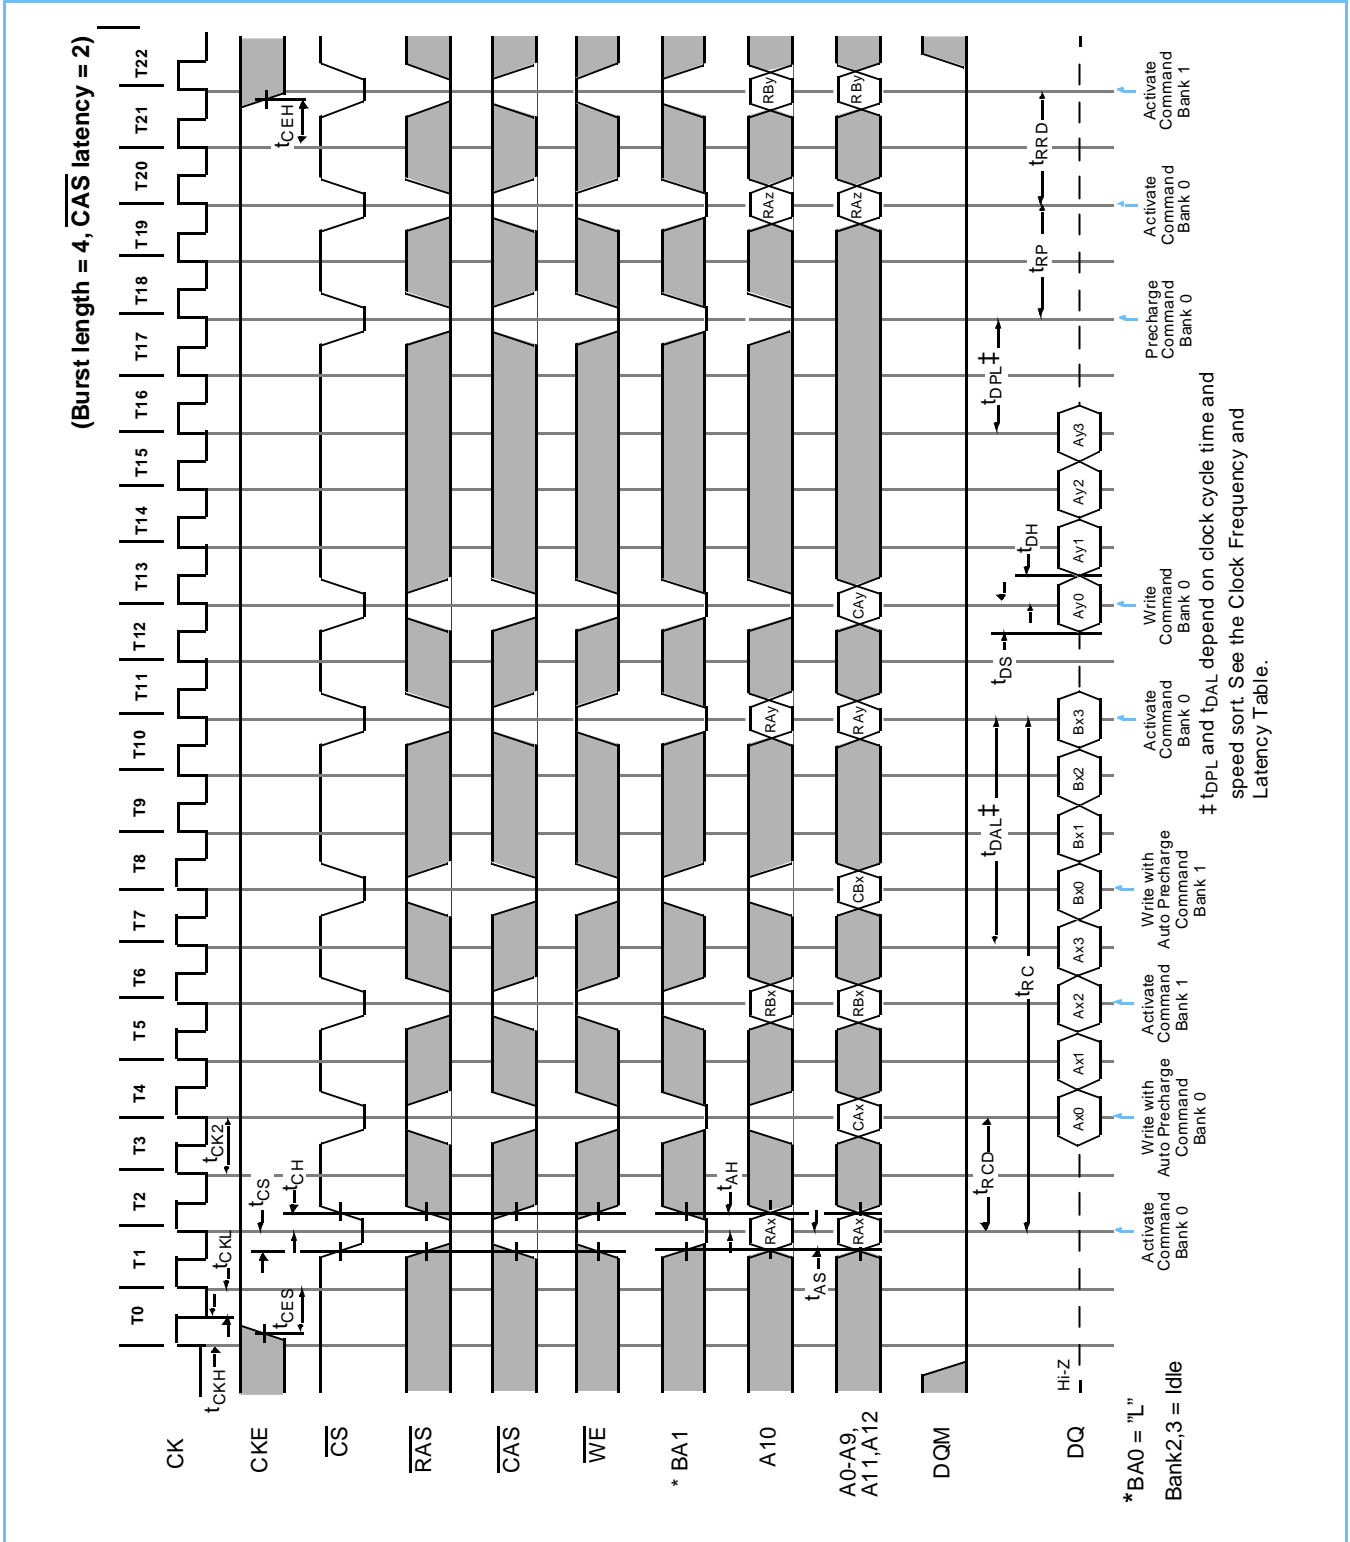 (Burst length = 4, CAS latency = 2)
T0 T1 T2 T3 T4 T5 T6 T7 T8 T9 T10 T11 T12 T13 T14 T15 T16 T17 T18 T19 T20 T21 T22
CK
tCKH
tCKL
tCK2
CKE
tCES
tCS
tCH
tCEH
CS
RAS
CAS
WE
* BA1
tAH
A10
RAx RBx RAy RAz RBy
tAS
A0-A9,
A11,A12
RAx CAx RBx CBx RAy CAy RAz RBy
DQM
tRCD
tDAL‡
tDS
tDPL‡
tRC
tDH
tRP
tRRD
DQ
Hi-Z
Ax0 Ax1 Ax2 Ax3 Bx0 Bx1 Bx2 Bx3 Ay0 Ay1 Ay2 Ay3
Activate
Command
Bank 0
Write with
Auto Precharge
Command
Bank 0
Activate
Command
Bank 1
Write with
Auto Precharge
Command
Bank 1
Activate
Command
Bank 0
Write
Command
Bank 0
Precharge
Command
Bank 0
Activate
Command
Bank 0
Activate
Command
Bank 1
*BA0 = ”L”
Bank2,3 = Idle
‡ tDPL and tDAL depend on clock cycle time and
speed sort. See the Clock Frequency and
Latency Table.